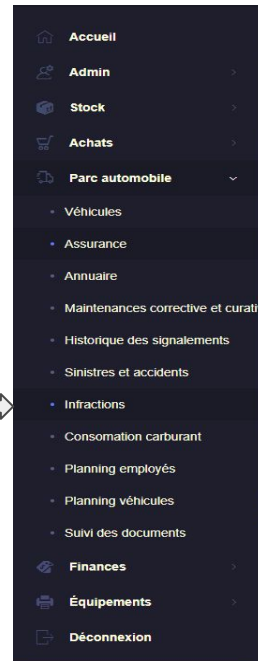 Accueil
Admin
Stock
Achats
Parc automobile
Véhicules
Assurance
Annuaire
Maintenances corrective et curati
Historique des signalements
Sinistres et accidents
Infractions
Consomation carburant
Planning employés
Planning véhicules
Suivi des documents
Finances
Équipements
Déconnexion